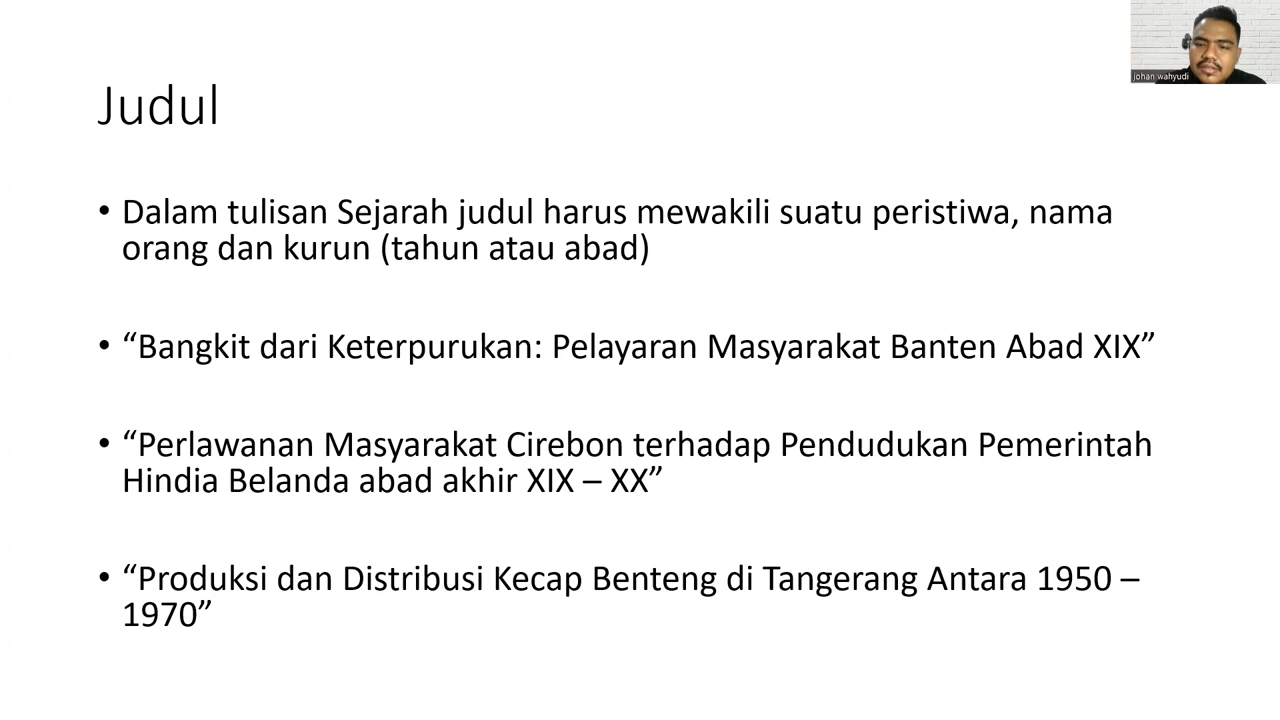 johan wahyudi
Judul
• Dalam tulisan Sejarah judul harus mewakili suatu peristiwa, nama
orang dan kurun (tahun atau abad)
• “Bangkit dari Keterpurukan: Pelayaran Masyarakat Banten Abad XIX”
• “Perlawanan Masyarakat Cirebon terhadap Pendudukan Pemerintah
Hindia Belanda abad akhir XIX – XX”
• “Produksi dan Distribusi Kecap Benteng di Tangerang Antara 1950 –
1970”